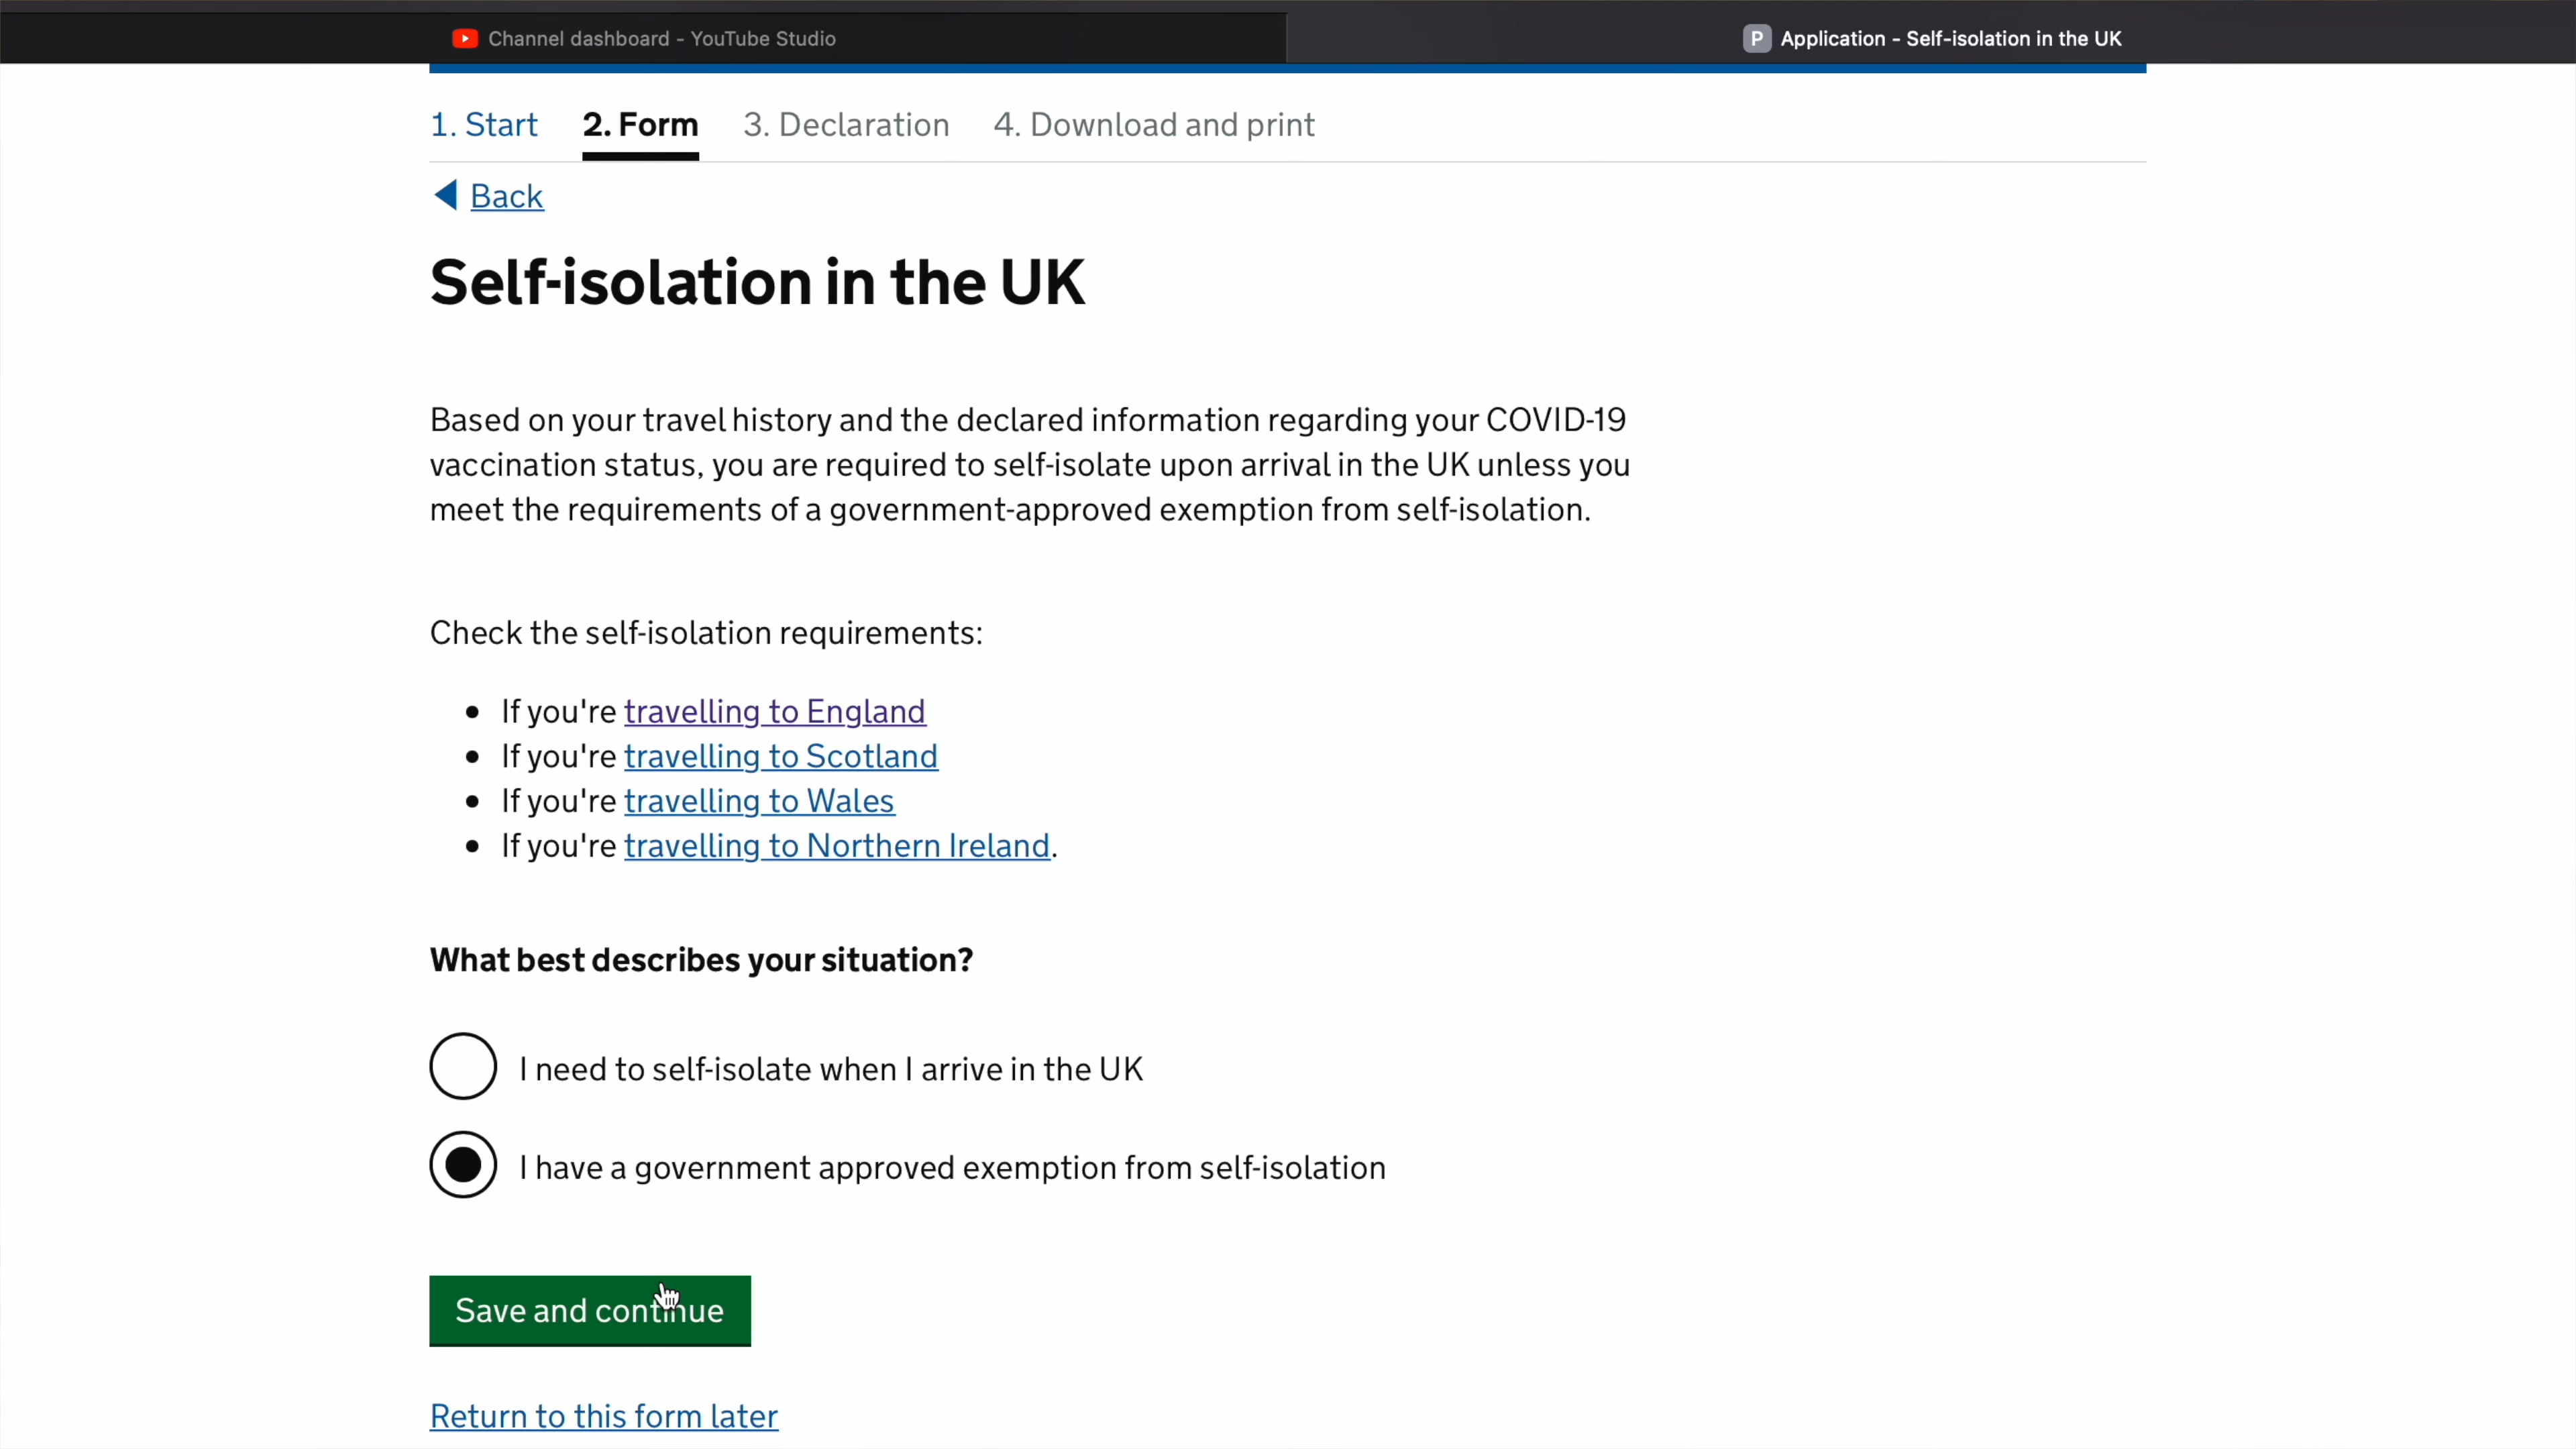 Channel dashboard - YouTube Studio
P Application - Self-isolation in the UK
1. Start 2. Form 3. Declaration 4. Download and print
Back
Self-isolation in the UK
Based on your travel history and the declared information regarding your COVID-19
vaccination status, you are required to self-isolate upon arrival in the UK unless you
meet the requirements of a government-approved exemption from self-isolation.
Check the self-isolation requirements:
If you're travelling to England
If you're travelling to Scotland
If you're travelling to Wales
If you're travelling to Northern Ireland.
What best describes your situation?
I need to self-isolate when I arrive in the UK
I have a government approved exemption from self-isolation
Save and continue
Return to this form later